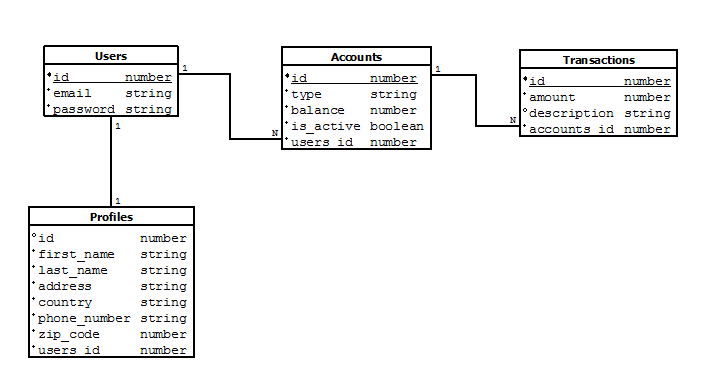 Users
id number
email string
password string
1
N
1
1
Accounts
id number
type string
balance number
is_active boolean
users_id number
1
N
Transactions
id number
amount number
description string
accounts_id number
Profiles
id number
first_name string
last_name string
address string
country string
phone_number string
zip_code number
users_id number